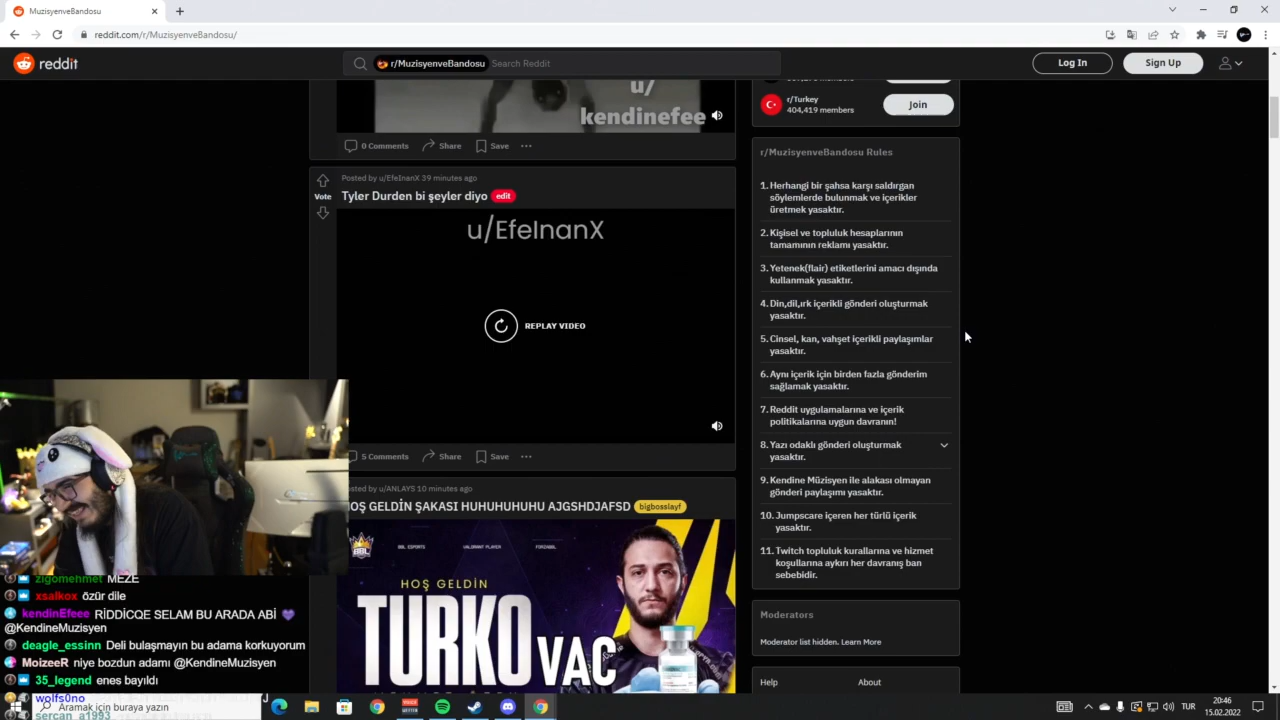 MuzisyenveBandosu
reddit.com/r/MuzisyenveBandosu/
reddit
r/MuzisyenveBandosu
Search Reddit
Log In
Sign Up
u/
kendinefee
0 Comments
Share
Save
r/Turkey
404,419 members
Join
Posted by u/EfeInanX 39 minutes ago
Vote
Tyler Durden bi şeyler diyo
edit
u/EfeInanX
REPLAY VIDEO
5 Comments
Share
Save
osted by u/ANLAYS 10 minutes ago
HOŞ GELDİN ŞAKASI HUHUHUHUHU AJGSHDJAFSD
bigbosslayf
BBL ESPORTS
VALORANT PLAYER
HOŞ GELDİN
TURKO
VAC
r/MuzisyenveBandosu Rules
1. Herhangi bir şahsa karşı saldırgan
söylemlerde bulunmak ve içerikler
üretmek yasaktır.
2. Kişisel ve topluluk hesaplarının
tamamının reklamı yasaktır.
3. Yetenek(flair) etiketlerini amacı dışında
kullanmak yasaktır.
4. Din,dil,ırk içerikli gönderi oluşturmak
yasaktır.
5. Cinsel, kan, vahşet içerikli paylaşımlar
yasaktır.
6. Aynı içerik için birden fazla gönderim
sağlamak yasaktır.
7. Reddit uygulamalarına ve içerik
politikalarına uygun davranın!
8. Yazı odaklı gönderi oluşturmak
yasaktır.
9. Kendine Müzisyen ile alakası olmayan
gönderi paylaşımı yasaktır.
10. Jumpscare içeren her türlü içerik
yasaktır.
11. Twitch topluluk kurallarına ve hizmet
koşullarına aykırı her davranış ban
sebebidir.
Moderators
Moderator list hidden. Learn More
Help
About
zigomehmet MEZE
xsalkox özür dile
kendinEfeee RİDDİCQE SELAM BU ARADA ABİ
@KendineMuzisyen
deagle_essinn Deli bulaşmayın bu adama korkuyorum
MoizeeR niye bozdun adamı @KendineMuzisyen
35_legend enes bayıldı
wolfs0no
Aramak için buraya yazın
sercan_a1993
TUR
20:46
15.02.2022